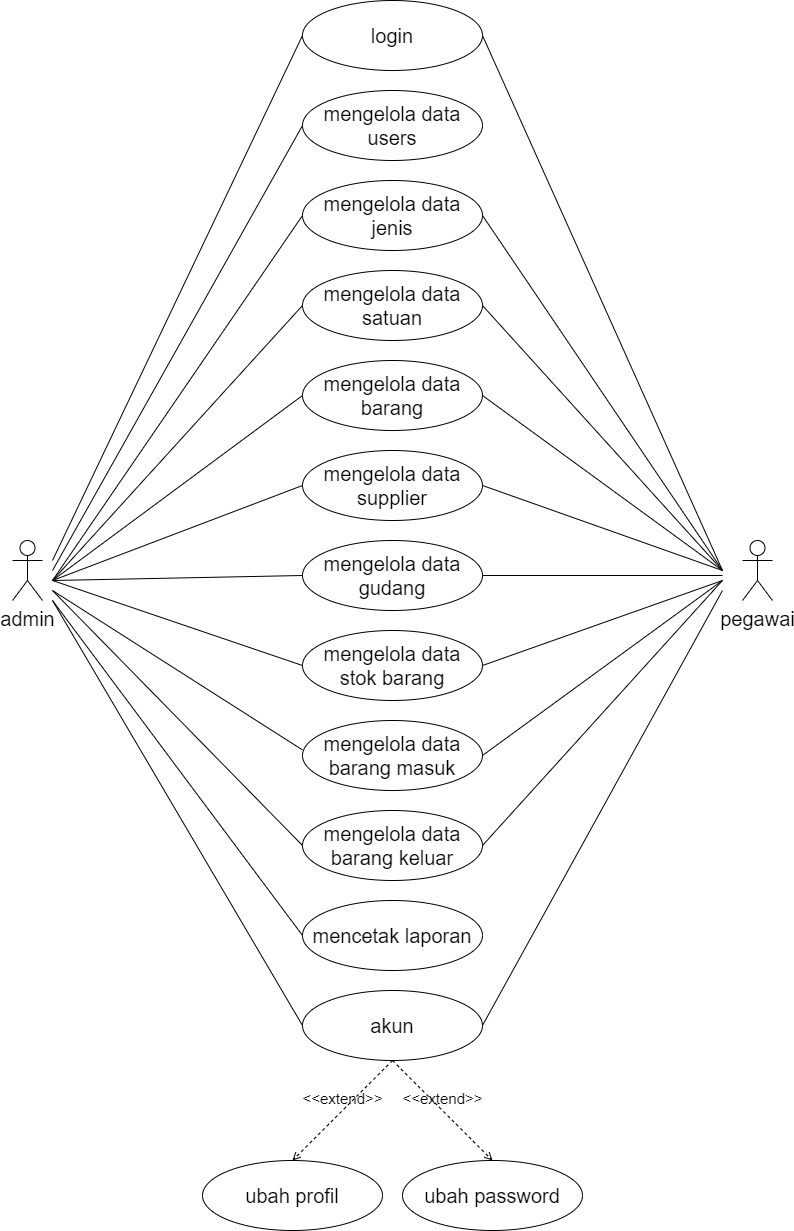 login
mengelola data
users
mengelola data
jenis
mengelola data
satuan
mengelola data
barang
mengelola data
supplier
mengelola data
gudang
admin
pegawai
mengelola data
stok barang
mengelola data
barang masuk
mengelola data
barang keluar
mencetak laporan
akun
<<extend>>
<<extend>>
ubah profil
ubah password